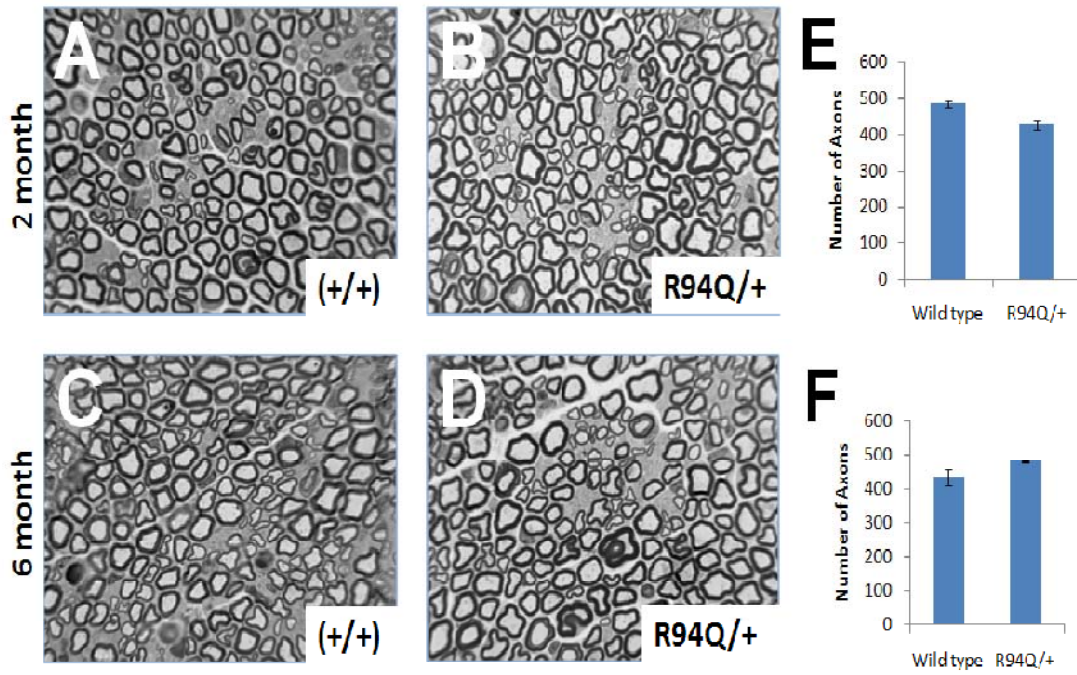 A
B
E
2 month
(+/+)
R94Q/+
600
500
400
300
200
100
0
Number of Axons
Wild type R94Q/+
C
D
F
6 month
(+/+)
R94Q/+
600
500
400
300
200
100
0
Number of Axons
Wild type R94Q/+